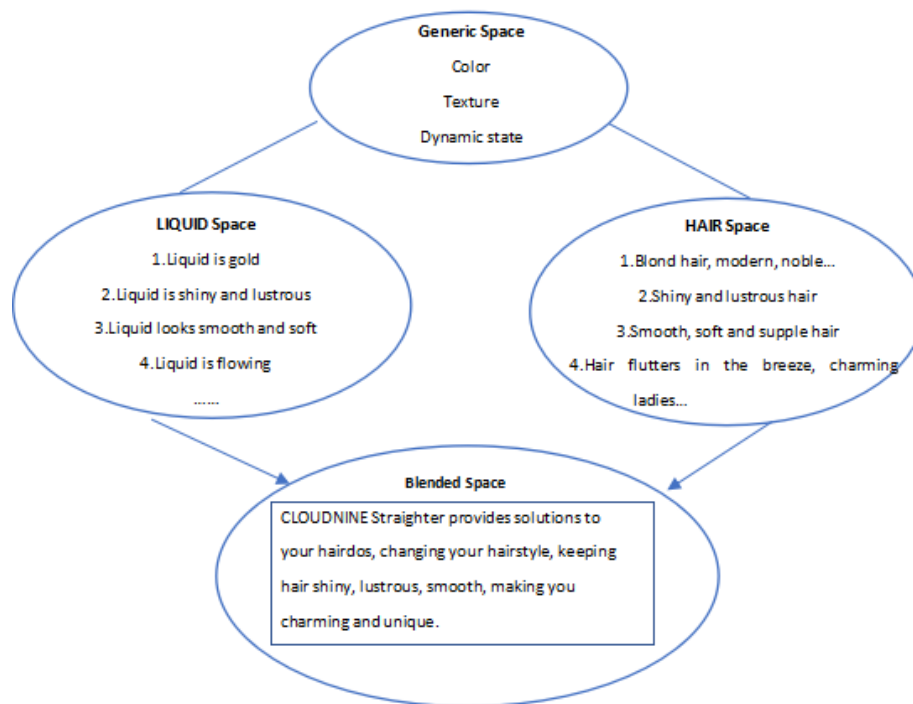 Generic Space
Color
Texture
Dynamic state
LIQUID Space
1.Liquid is gold
2.Liquid is shiny and lustrous
3.Liquid looks smooth and soft
4.Liquid is flowing
……
HAIR Space
1.Blond hair, modern, noble…
2.Shiny and lustrous hair
3.Smooth, soft and supple hair
4.Hair flutters in the breeze, charming
ladies…
Blended Space
CLOUDNINE Straighter provides solutions to
your hairdos, changing your hairstyle, keeping
hair shiny, lustrous, smooth, making you
charming and unique.